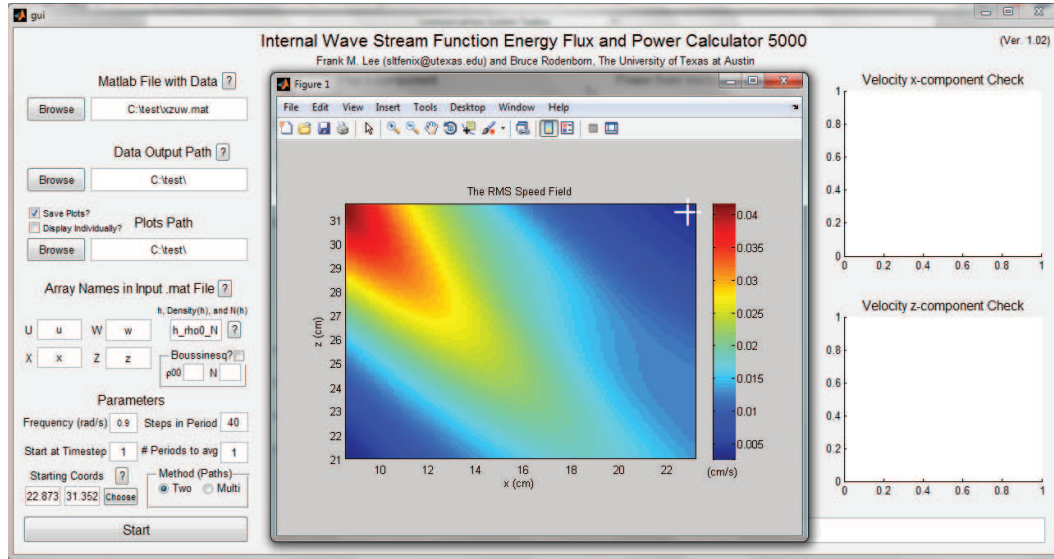 gui
Internal Wave Stream Function Energy Flux and Power Calculator 5000
(Ver. 1.02)
Frank M. Lee (sltfenix@utexas.edu) and Bruce Rodenborn, The University of Texas at Austin
Matlab File with Data ?
Browse C:\test\xzuw.mat
Data Output Path ?
Browse C:\test\
Save Plots?
Display Individually?
Plots Path
Browse C:\test\
Array Names in Input .mat File ?
h, Density(h), and N(h)
U u W w h_rho0_N ?
X x Z z
Boussinesq?
ρ00 N
Parameters
Frequency (rad/s) 0.9 Steps in Period 40
Start at Timestep 1 # Periods to avg 1
Starting Coords ?
22.873 31.352 Choose
Method (Paths)
Two Multi
Start
Figure 1
File Edit View Insert Tools Desktop Window Help
The RMS Speed Field
31
30
29
28
27
26
25
24
23
22
21
z (cm)
10 12 14 16 18 20 22
x (cm)
0.04
0.035
0.03
0.025
0.02
0.015
0.01
0.005
(cm/s)
Velocity x-component Check
1
0.8
0.6
0.4
0.2
0
0 0.2 0.4 0.6 0.8 1
Velocity z-component Check
1
0.8
0.6
0.4
0.2
0
0 0.2 0.4 0.6 0.8 1